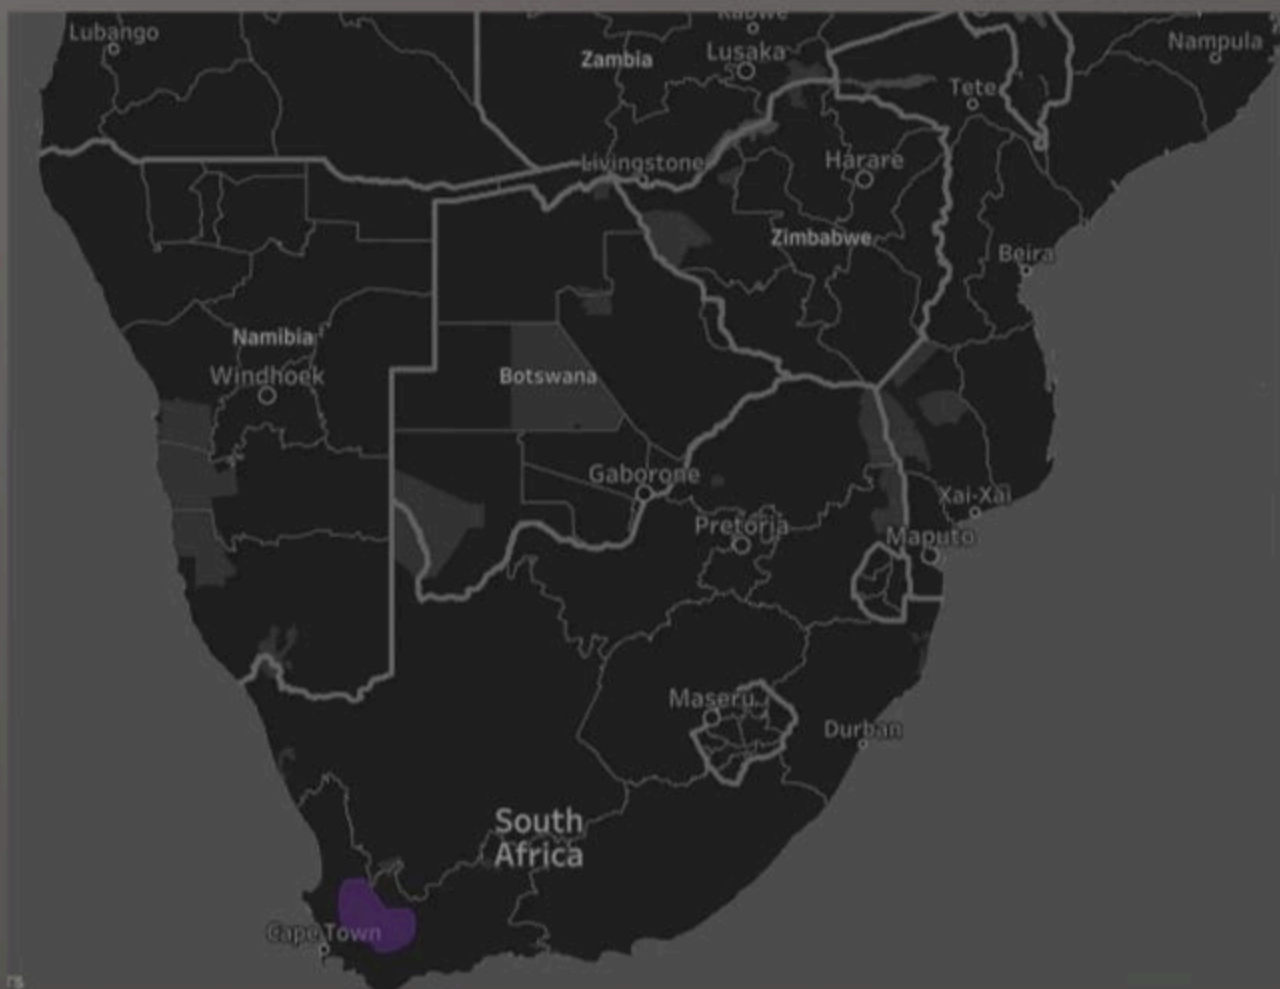 Kabwe
Lubango
Nampula
Zambia
Lusaka
Tete
Livingstone
Harare
Zimbabwe
Beira
Namibia
Windhoek
Botswana
Gaborone
Xai-Xai
Pretoria
Maputo
Maseru
Durban
South
Africa
Cape Town